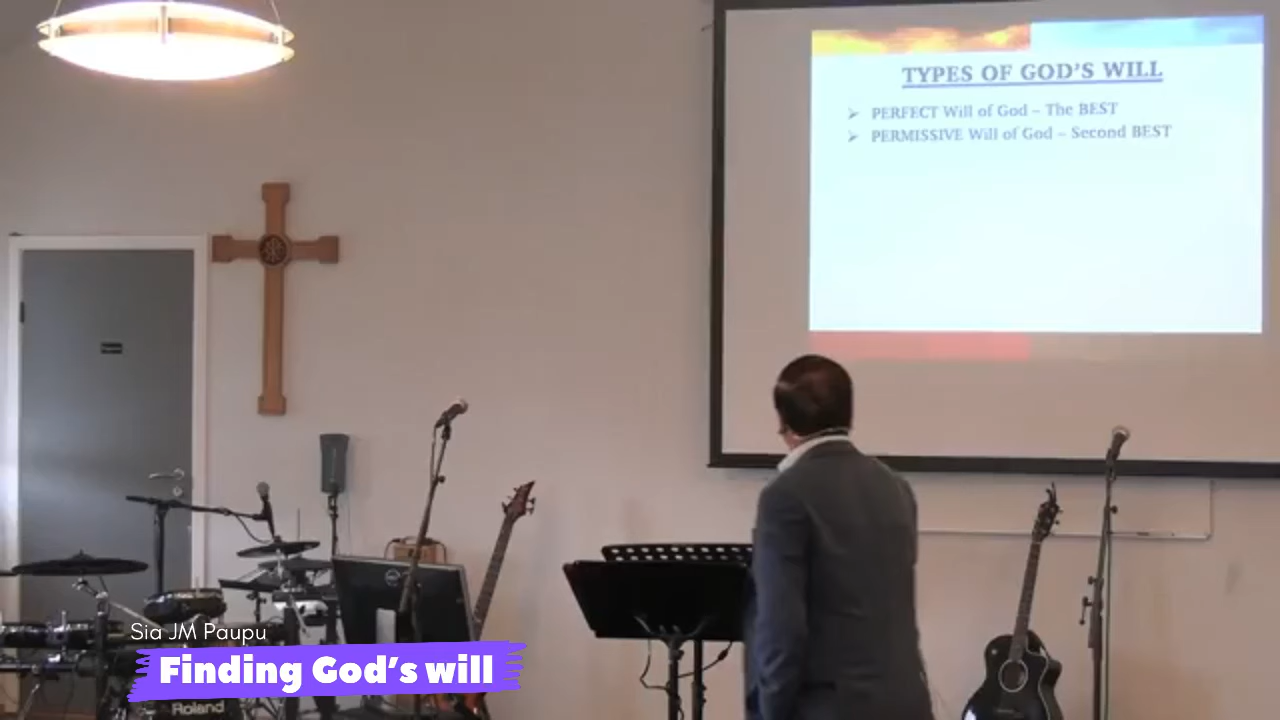 TYPES OF GOD'S WILL
➢ PERFECT Will of God – The BEST
➢ PERMISSIVE Will of God – Second BEST
Sia JM Paupu
Finding God's will
Roland